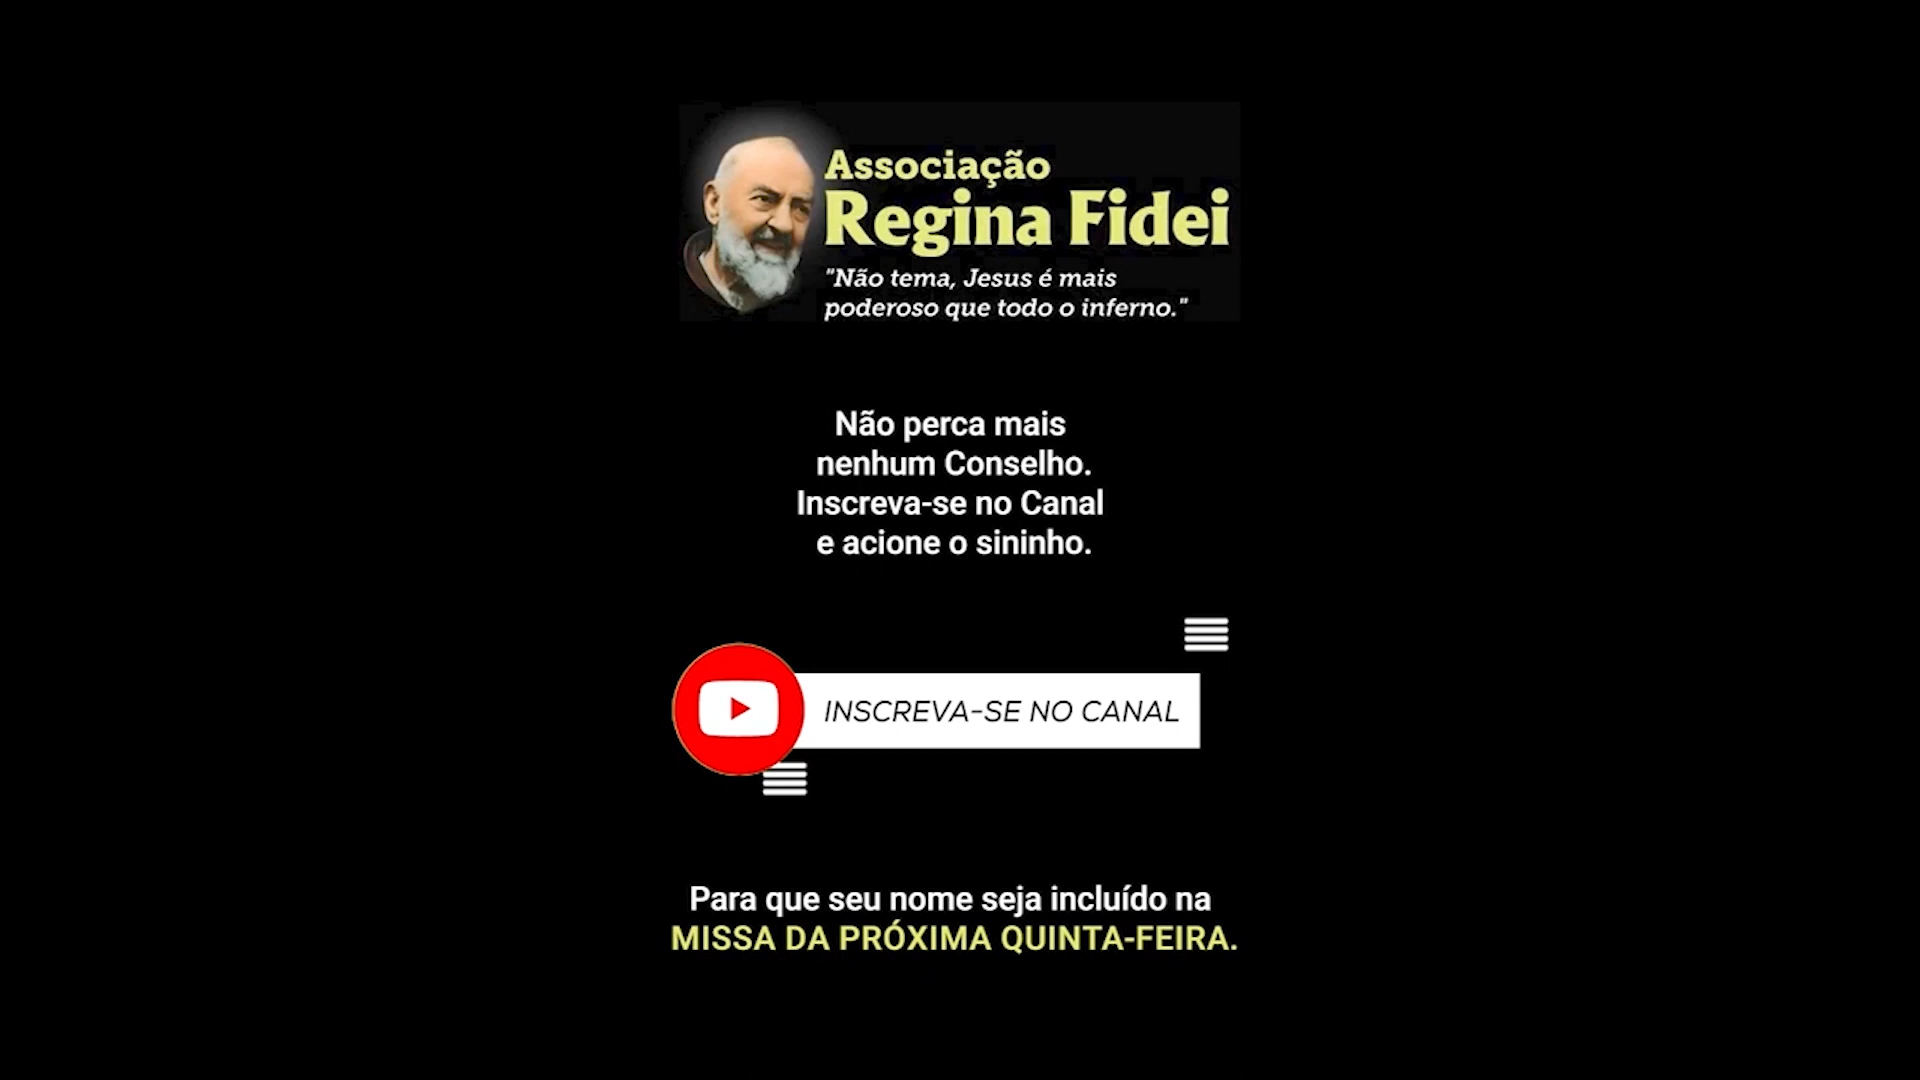 Associação
Regina Fidei
"Não tema, Jesus é mais
poderoso que todo o inferno."
Não perca mais
nenhum Conselho.
Inscreva-se no Canal
e acione o sininho.
INSCREVA-SE NO CANAL
Para que seu nome seja incluído na
MISSA DA PRÓXIMA QUINTA-FEIRA.